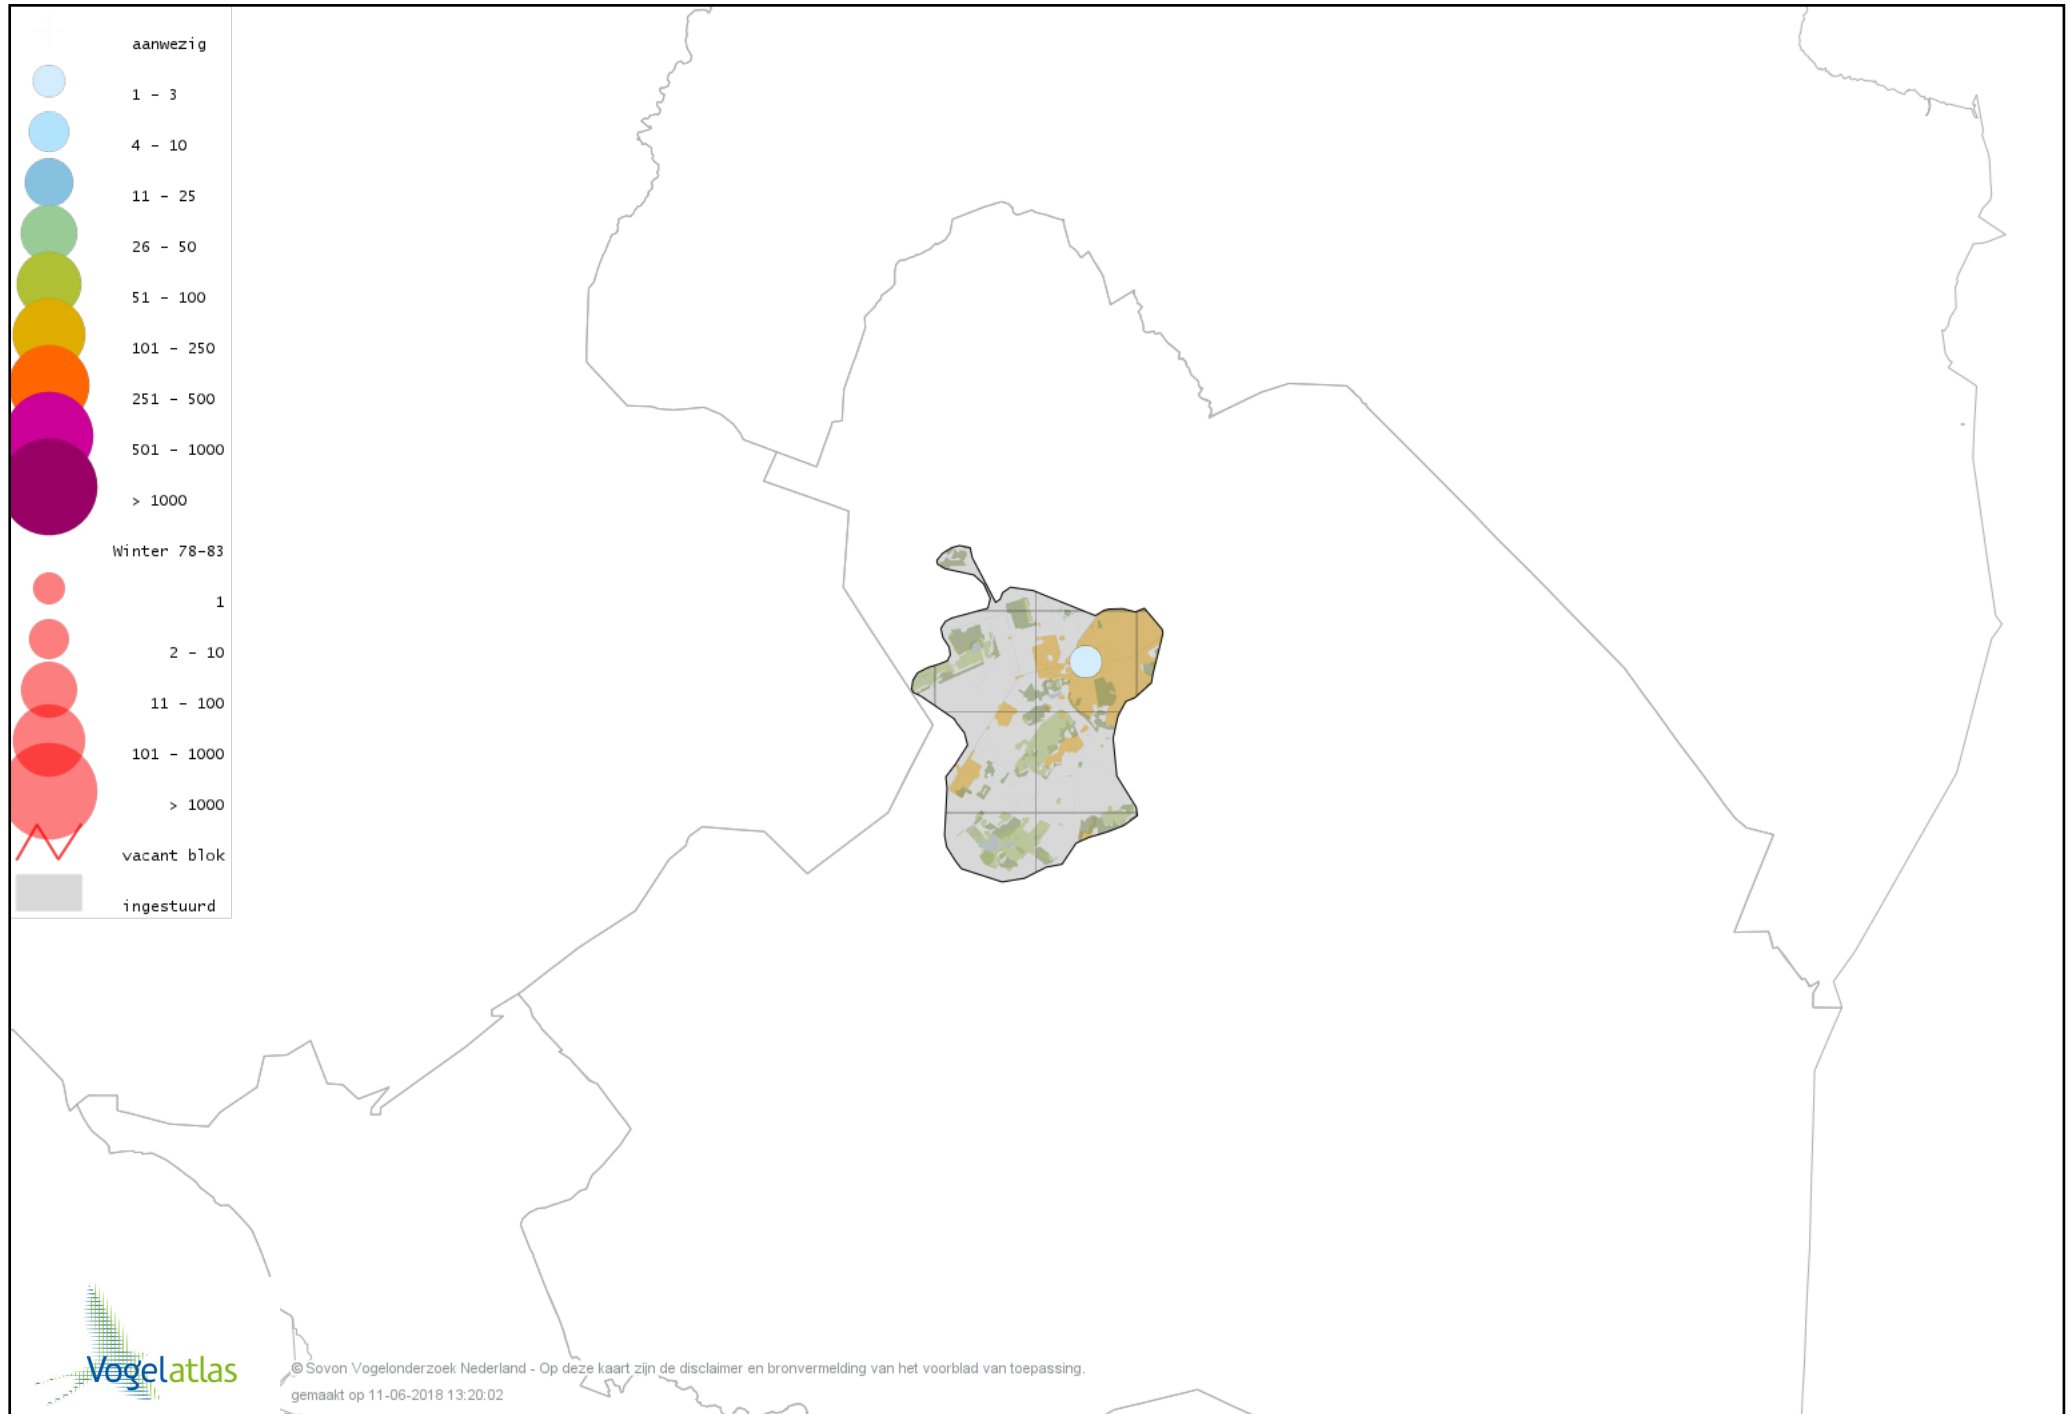 aanwezig
1 - 3
4 - 10
11 - 25
26 - 50
51 - 100
101 - 250
251 - 500
501 - 1000
> 1000
Winter 78-83
1
2 - 10
11 - 100
101 - 1000
> 1000
vacant blok
ingestuurd
Vogelatlas
© Sovon Vogelonderzoek Nederland - Op deze kaart zijn de disclaimer en bronvermelding van het voorblad van toepassing.
gemaakt op 11-06-2018 13:20:02